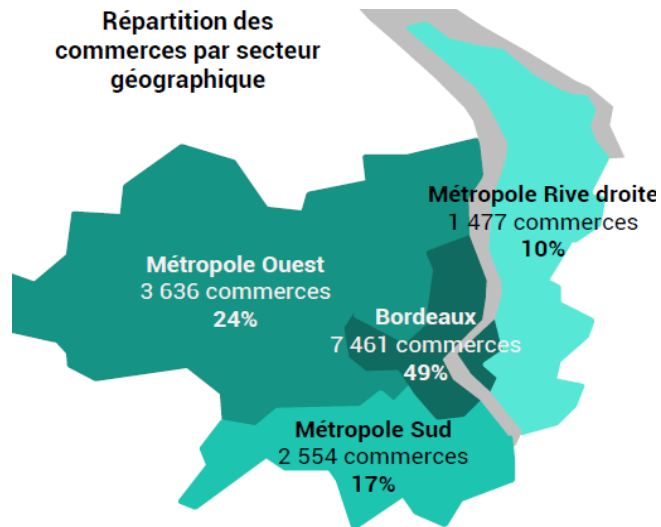 Répartition des
commerces par secteur
géographique
Métropole Rive droite
1 477 commerces
10%
Métropole Ouest
3 636 commerces
24%
Bordeaux
7 461 commerces
49%
Métropole Sud
2 554 commerces
17%